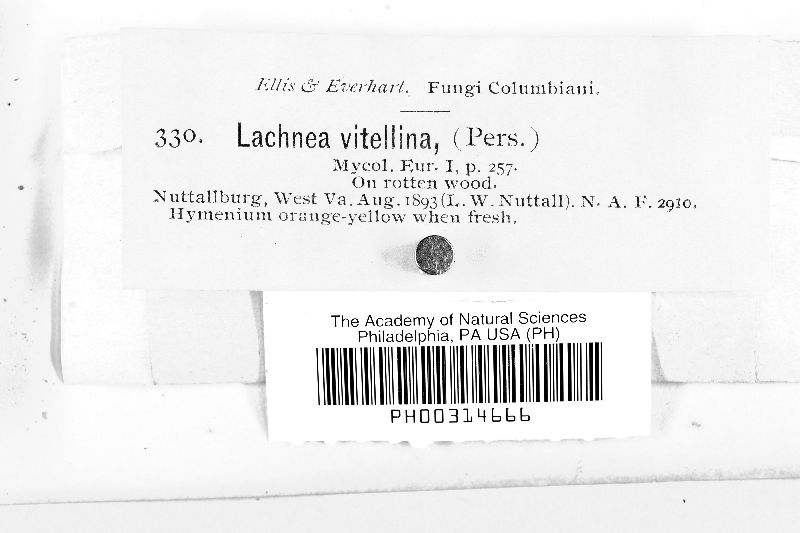 Ellis & Everhart. Fungi Columbiani.
330. Lachnea vitellina, (Pers.)
Mycol. Eur. I, p. 257.
On rotten wood.
Nuttallburg, West Va. Aug. 1893 (L. W. Nuttall). N. A. F. 2910.
Hymenium orange-yellow when fresh.
The Academy of Natural Sciences
Philadelphia, PA USA (PH)
PH00314666